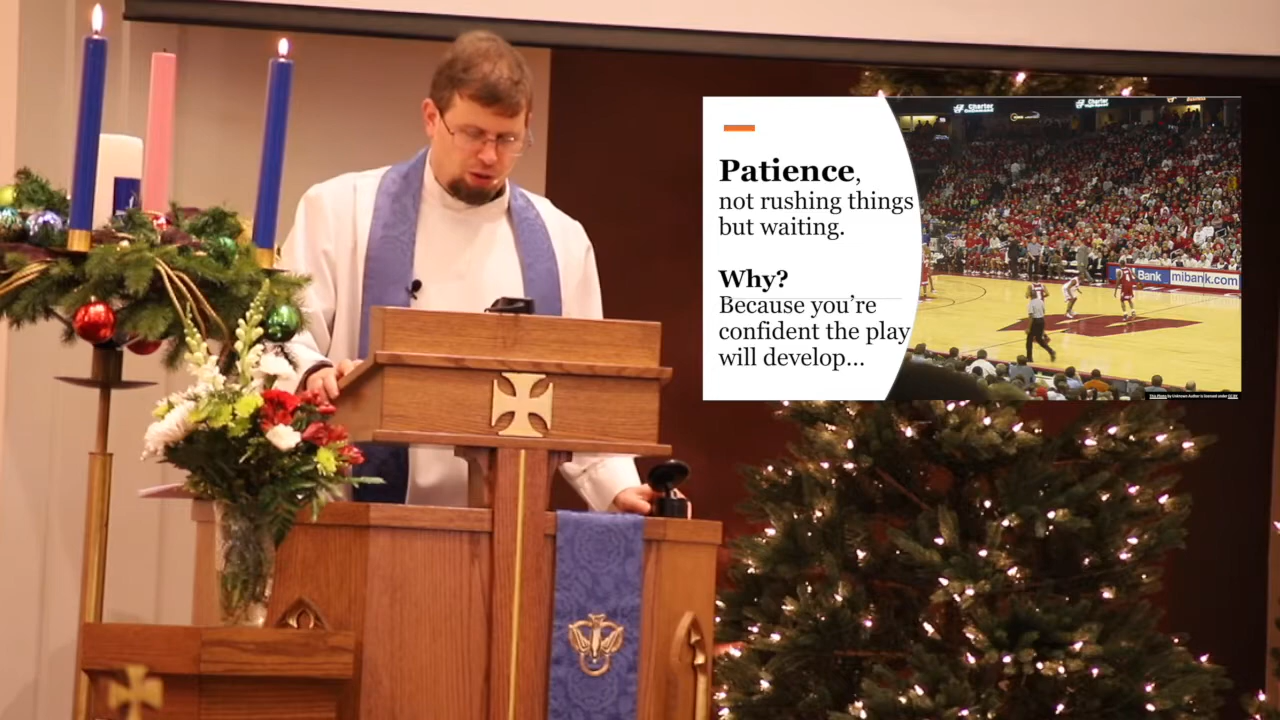 Patience,
not rushing things
but waiting.
Why?
Because you're
confident the play
will develop...
Charter
Charter
Bank
mibank.com